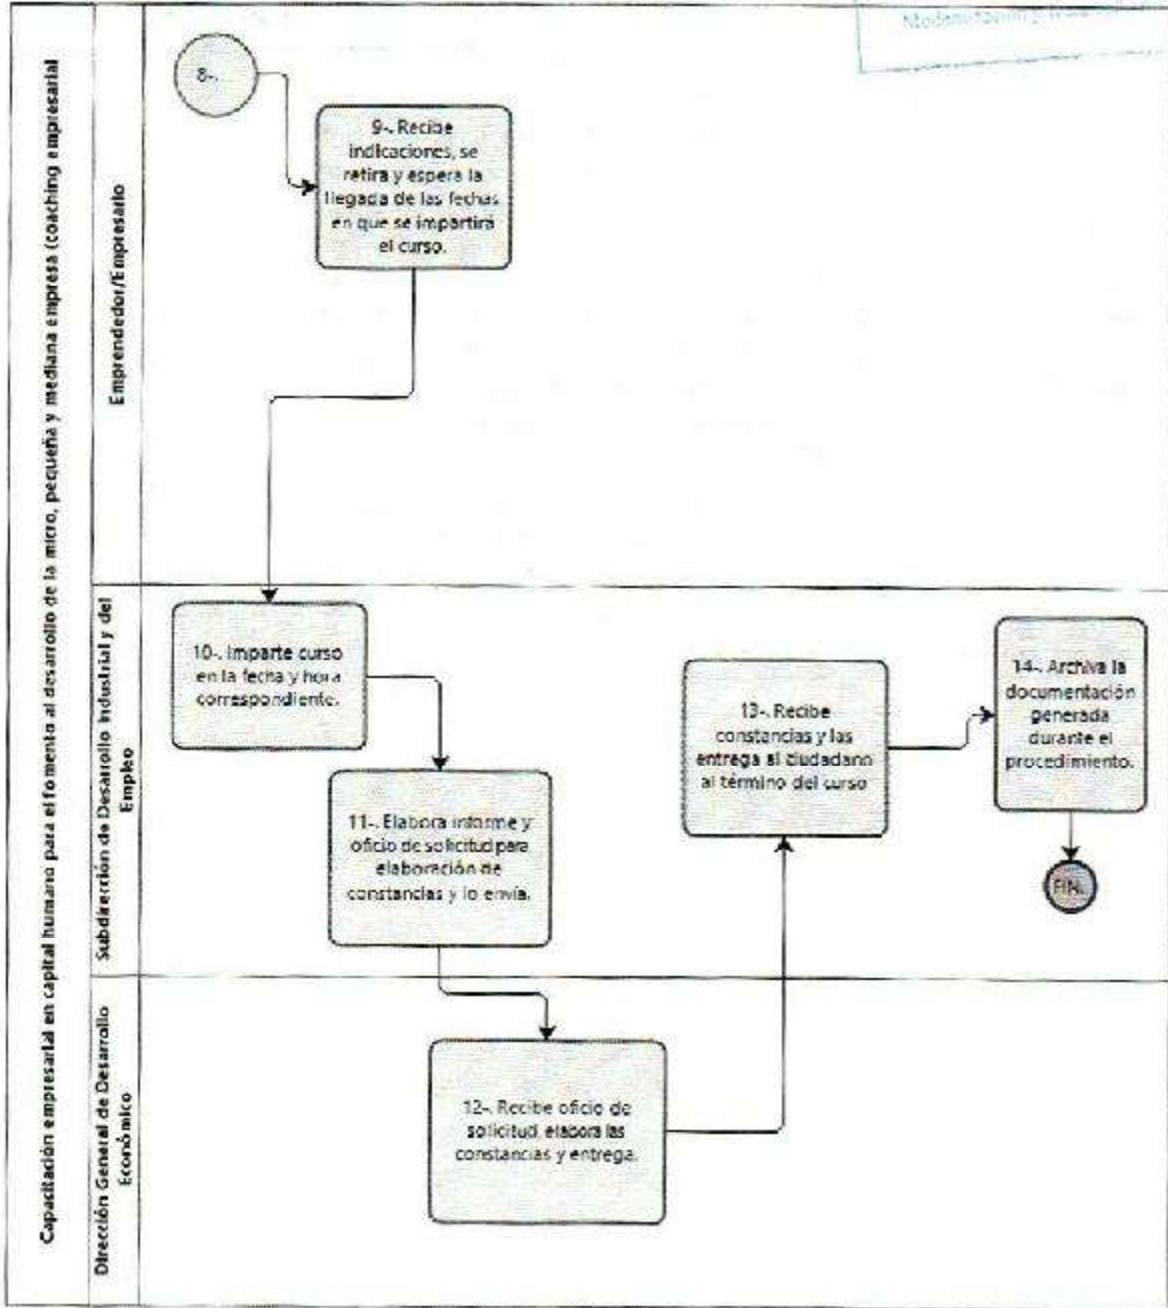 Capacitación empresarial en capital humano para el fomento al desarrollo de la micro, pequeña y mediana empresa (coaching empresarial
Emprendedor/Empresario
8-.
9-. Recibe
indicaciones, se
retira y espera la
llegada de las fechas
en que se impartirá
el curso.
Subdirección de Desarrollo Industrial y del
Empleo
10-. Imparte curso
en la fecha y hora
correspondiente.
11-. Elabora informe y
oficio de solicitud para
elaboración de
constancias y lo envía.
13-. Recibe
constancias y las
entrega al ciudadano
al término del curso
14-. Archiva la
documentación
generada
durante el
procedimiento.
FIN.
Dirección General de Desarrollo
Económico
12-. Recibe oficio de
solicitud, elabora las
constancias y entrega.